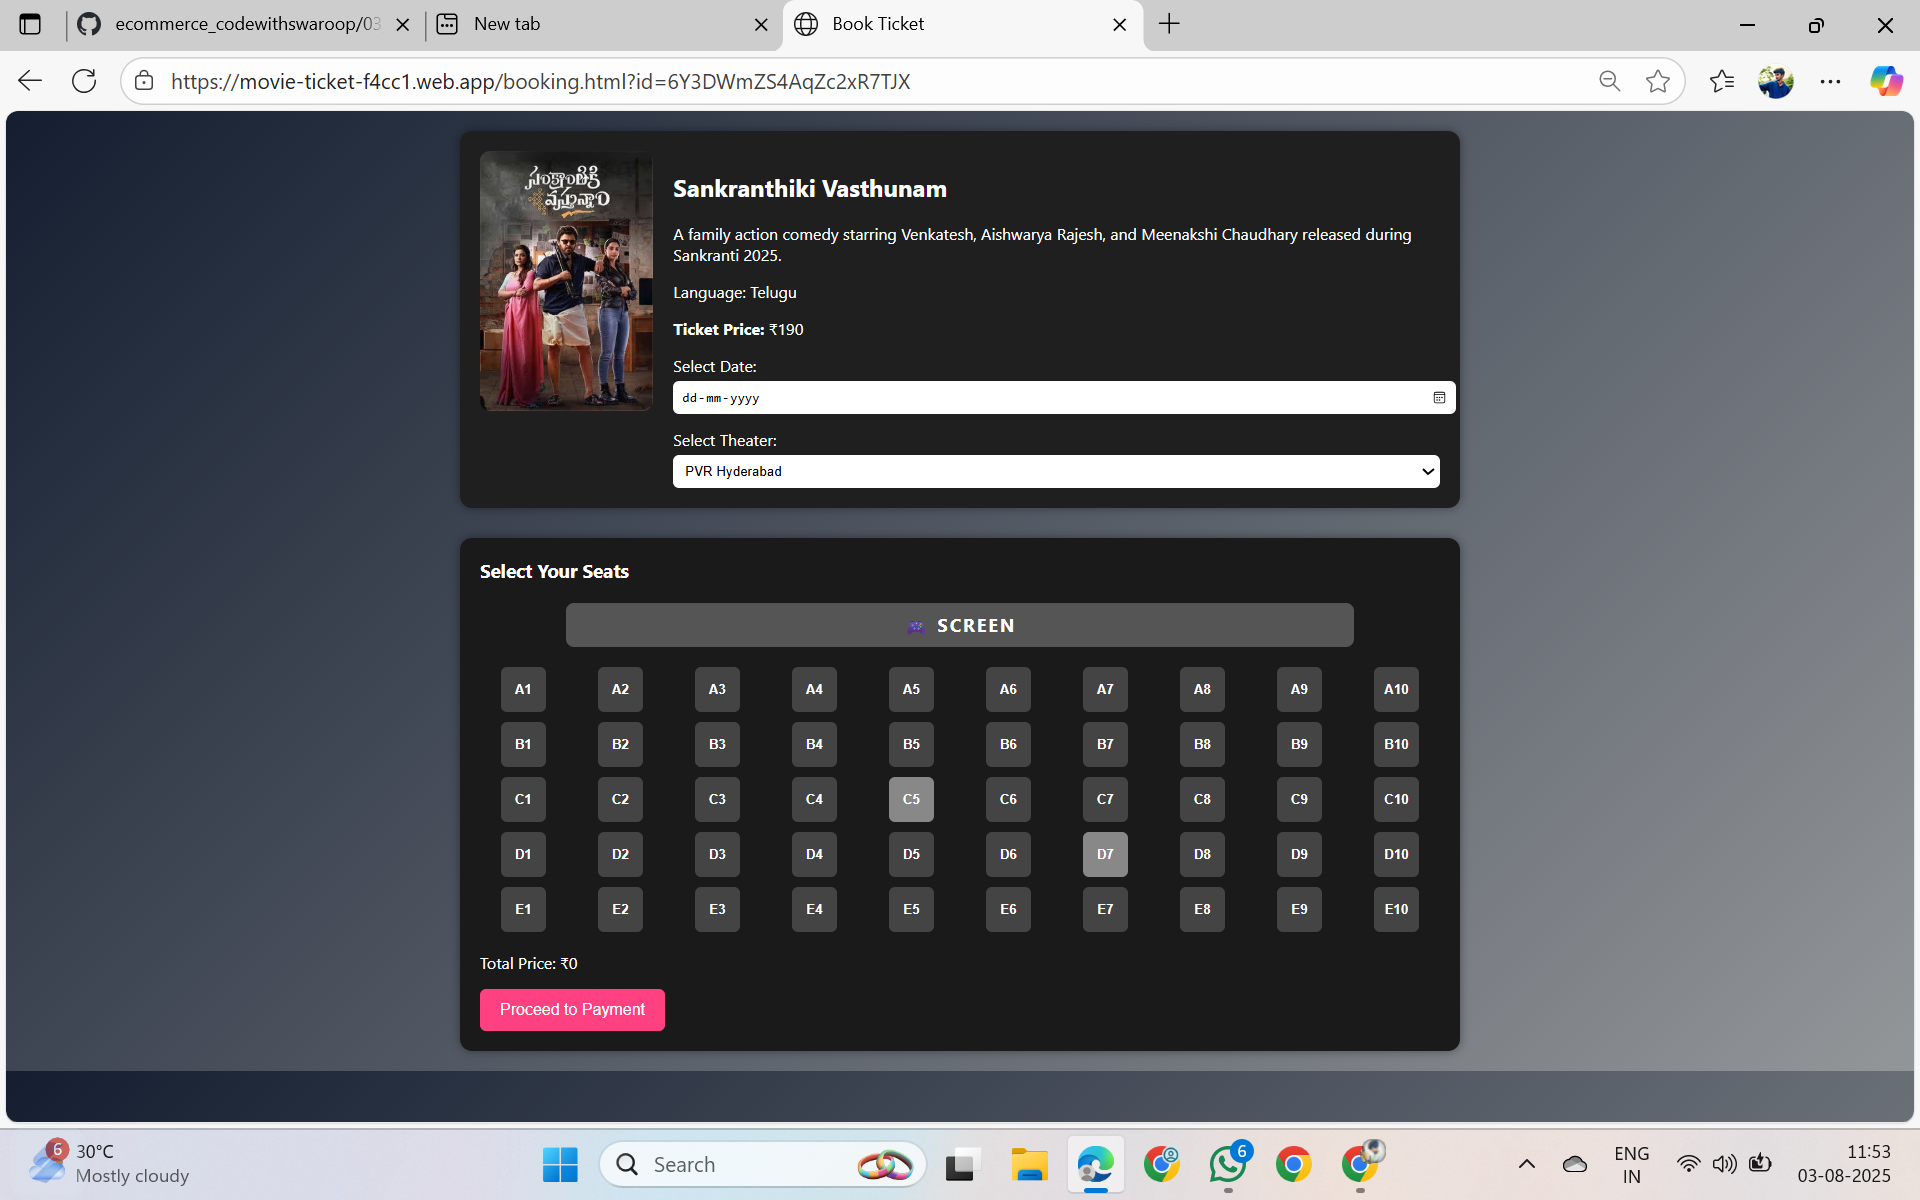 ecommerce_codewithswaroop/03
New tab
Book Ticket
https://movie-ticket-f4cc1.web.app/booking.html?id=6Y3DWmZS4AqZc2xR7TJX
సంక్రాంతికి
వస్తున్నాం
Sankranthiki Vasthunam
A family action comedy starring Venkatesh, Aishwarya Rajesh, and Meenakshi Chaudhary released during
Sankranti 2025.
Language: Telugu
Ticket Price: ₹190
Select Date:
dd-mm-yyyy
Select Theater:
PVR Hyderabad
Select Your Seats
SCREEN
A1 A2 A3 A4 A5 A6 A7 A8 A9 A10
B1 B2 B3 B4 B5 B6 B7 B8 B9 B10
C1 C2 C3 C4 C5 C6 C7 C8 C9 C10
D1 D2 D3 D4 D5 D6 D7 D8 D9 D10
E1 E2 E3 E4 E5 E6 E7 E8 E9 E10
Total Price: ₹0
Proceed to Payment
6
30°C
Mostly cloudy
Search
6
ENG
IN
11:53
03-08-2025